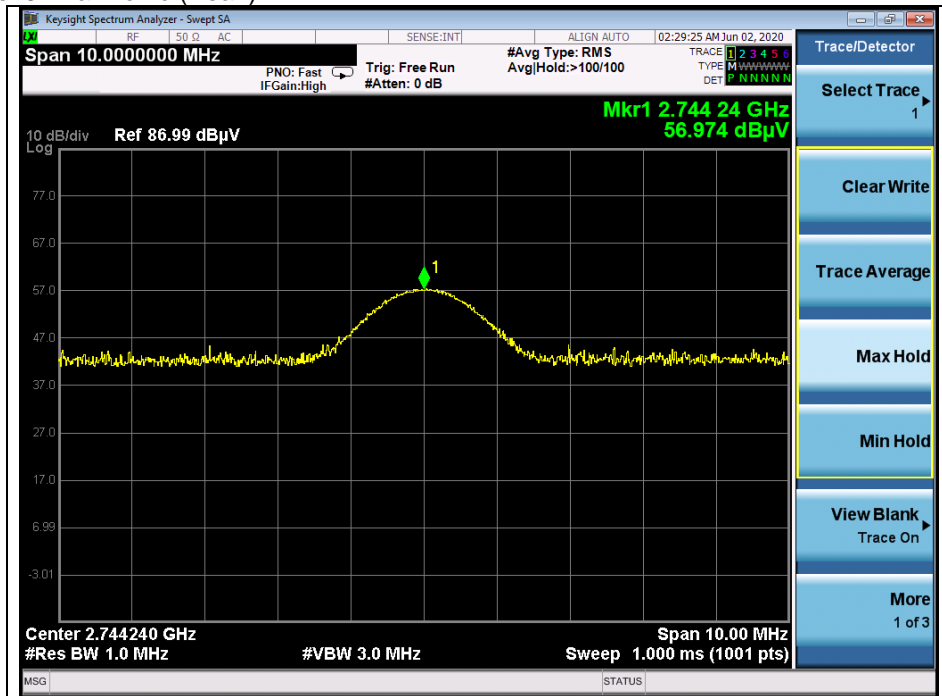 Keysight Spectrum Analyzer - Swept SA
LXI RF 50 Ω AC SENSE:INT ALIGN AUTO 02:29:25 AM Jun 02, 2020
Span 10.0000000 MHz
PNO: Fast
IFGain:High
Trig: Free Run
#Atten: 0 dB
#Avg Type: RMS
Avg|Hold:>100/100
TRACE 1 2 3 4 5 6
TYPE M WWWWW
DET P N N N N N
Trace/Detector
Select Trace
1
Clear Write
Trace Average
Max Hold
Min Hold
View Blank
Trace On
More
1 of 3
Mkr1 2.744 24 GHz
56.974 dBµV
10 dB/div Ref 86.99 dBµV
Log
77.0
67.0
1
57.0
47.0
37.0
27.0
17.0
6.99
-3.01
Center 2.744240 GHz Span 10.00 MHz
#Res BW 1.0 MHz #VBW 3.0 MHz Sweep 1.000 ms (1001 pts)
MSG STATUS